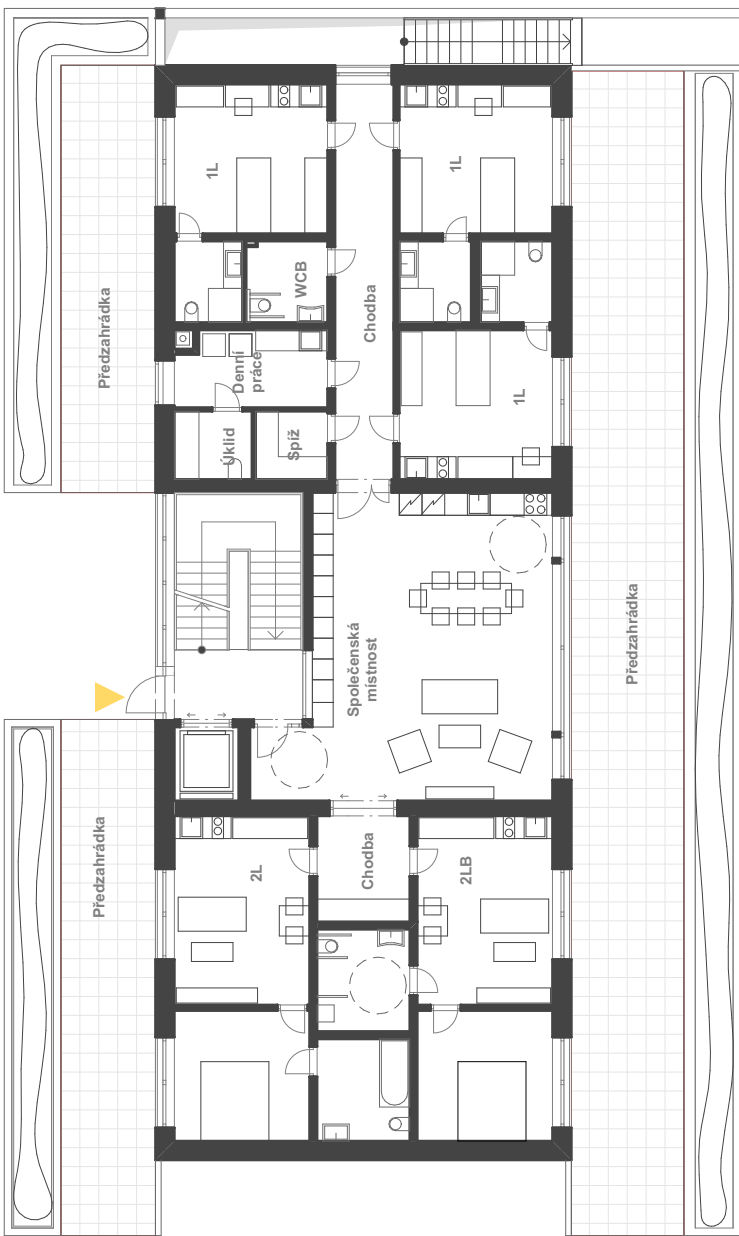 1L
1L
WCB
Chodba
Předzahrádka
Denní
práce
1L
Úklid
Spíž
Společenská
místnost
Předzahrádka
Předzahrádka
2L
Chodba
2LB